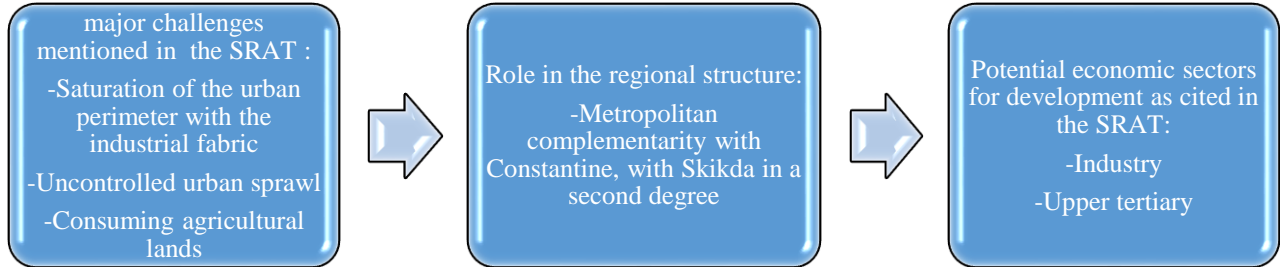 major challenges
mentioned in the SRAT :
-Saturation of the urban
perimeter with the
industrial fabric
-Uncontrolled urban sprawl
-Consuming agricultural
lands
Role in the regional structure:
-Metropolitan
complementarity with
Constantine, with Skikda in a
second degree
Potential economic sectors
for development as cited in
the SRAT:
-Industry
-Upper tertiary